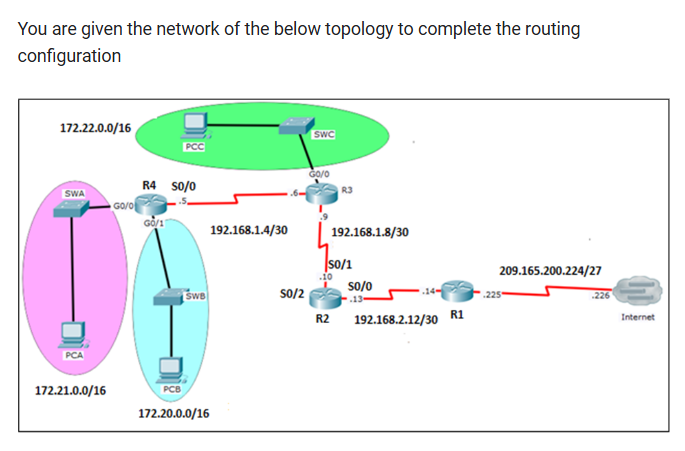 You are given the network of the below topology to complete the routing
configuration
172.22.0.0/16
PCC
SWC
G0/0
R4 S0/0
R3
SWA
G0/0
.5
.6
G0/1
.9
192.168.1.4/30
192.168.1.8/30
S0/1
.10
209.165.200.224/27
SWB
S0/2
S0/0
.13
.14
.225
.226
R2
192.168.2.12/30
R1
Internet
PCA
172.21.0.0/16
PCB
172.20.0.0/16